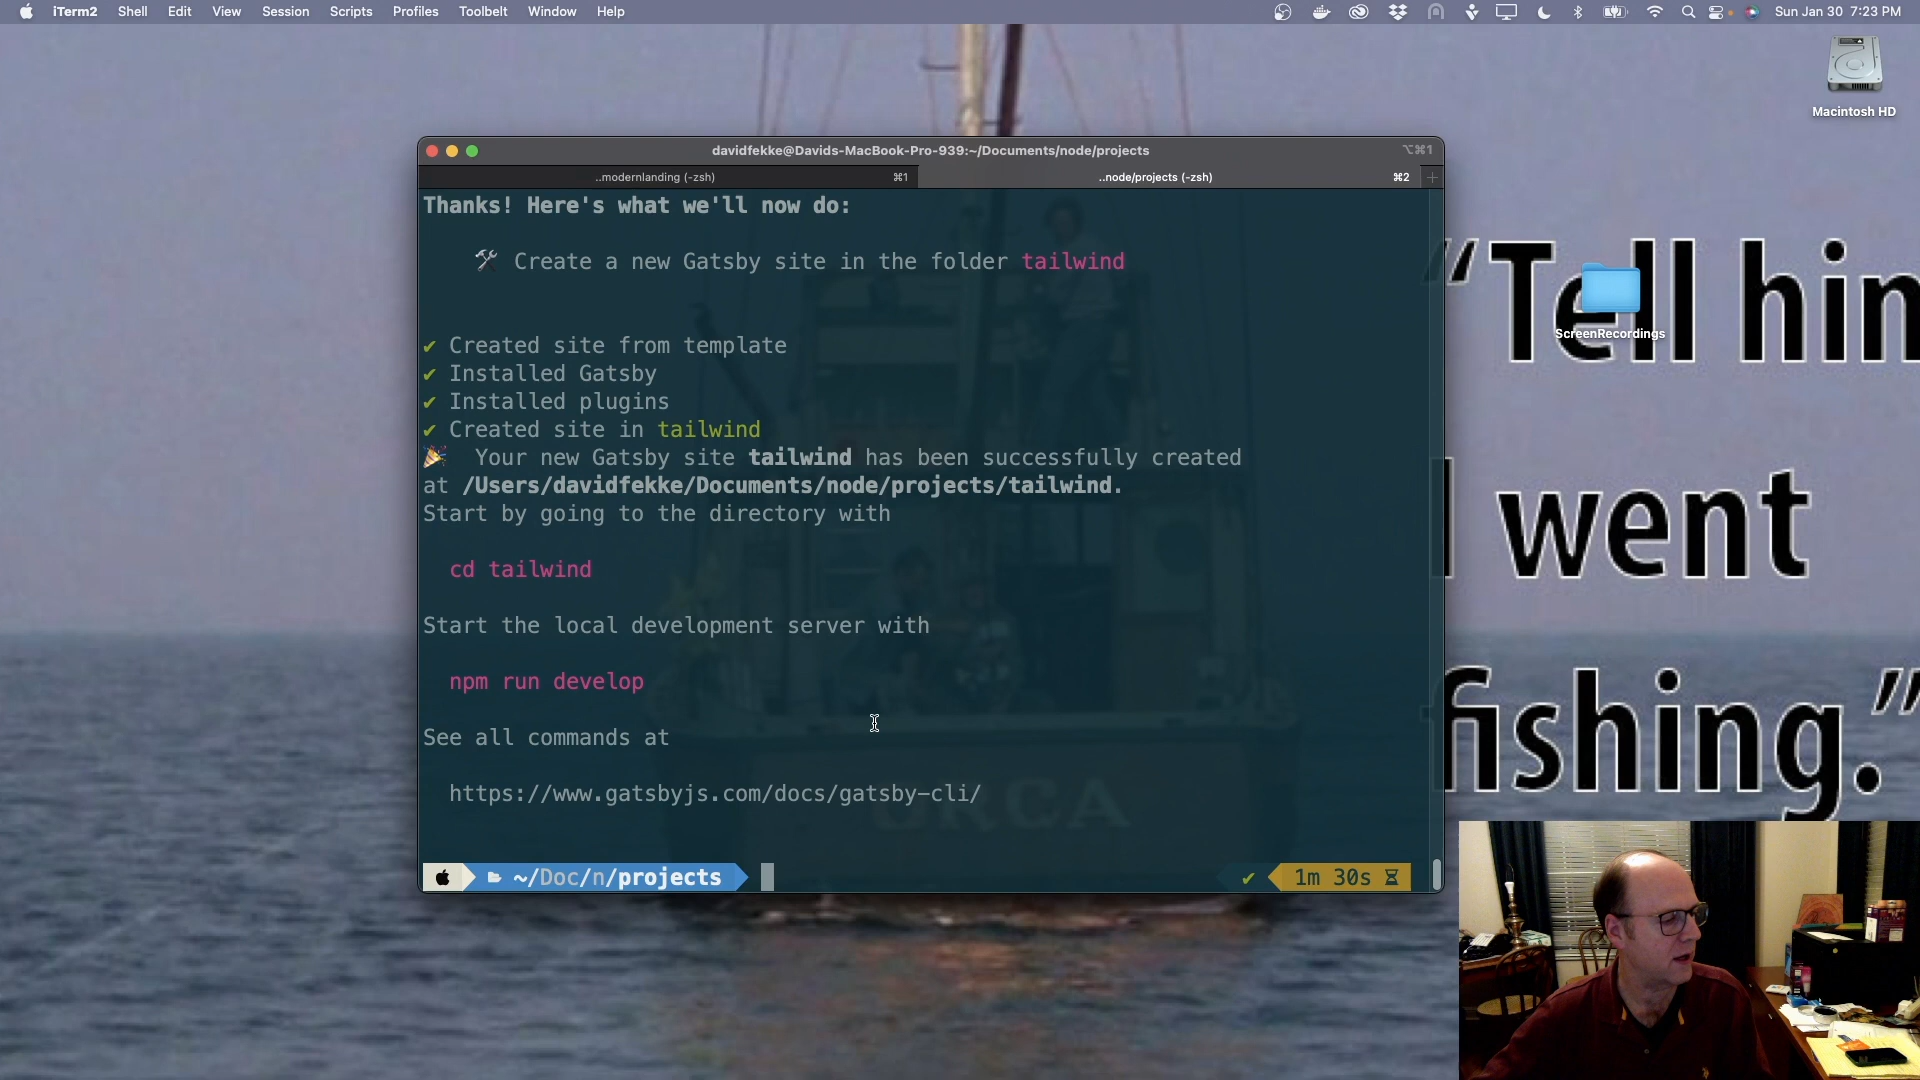 iTerm2 Shell Edit View Session Scripts Profiles Toolbelt Window Help Sun Jan 30 7:23 PM
Macintosh HD
davidfekke@Davids-MacBook-Pro-939:~/Documents/node/projects ⌥⌘1
..modernlanding (-zsh) ⌘1 ..node/projects (-zsh) ⌘2
Thanks! Here's what we'll now do:
🛠 Create a new Gatsby site in the folder tailwind
✔ Created site from template
✔ Installed Gatsby
✔ Installed plugins
✔ Created site in tailwind
🎉 Your new Gatsby site tailwind has been successfully created
at /Users/davidfekke/Documents/node/projects/tailwind.
Start by going to the directory with
cd tailwind
Start the local development server with
npm run develop
See all commands at
https://www.gatsbyjs.com/docs/gatsby-cli/
ORCA
~/Doc/n/projects ✔ 1m 30s
“Tell him
ScreenRecordings
I went
fishing.”